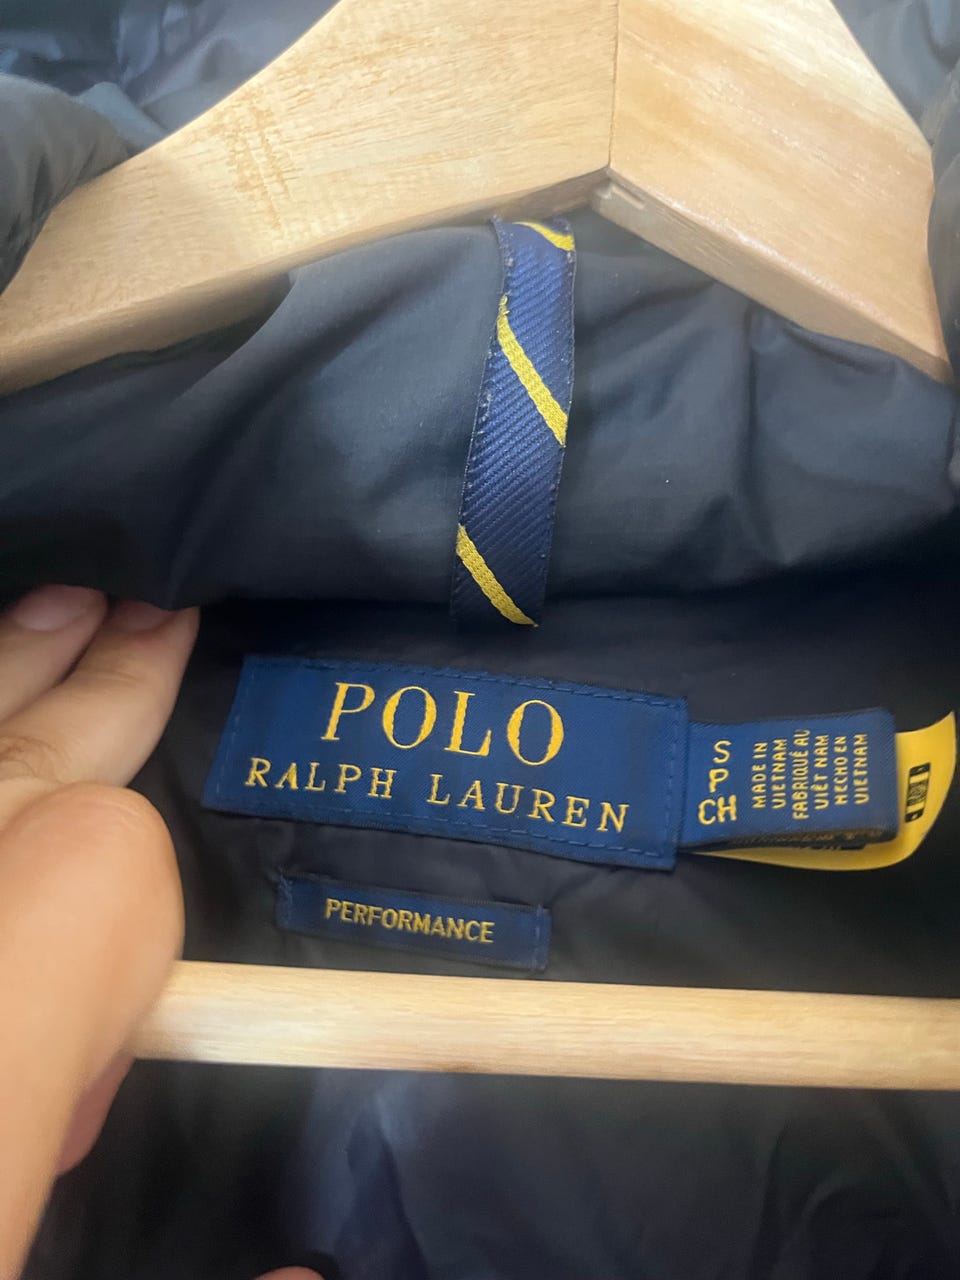 POLO
RALPH LAUREN
S
P
CH
MADE IN
VIETNAM
FABRIQUÉ AU
VIÊT NAM
HECHO EN
VIETNAM
PERFORMANCE